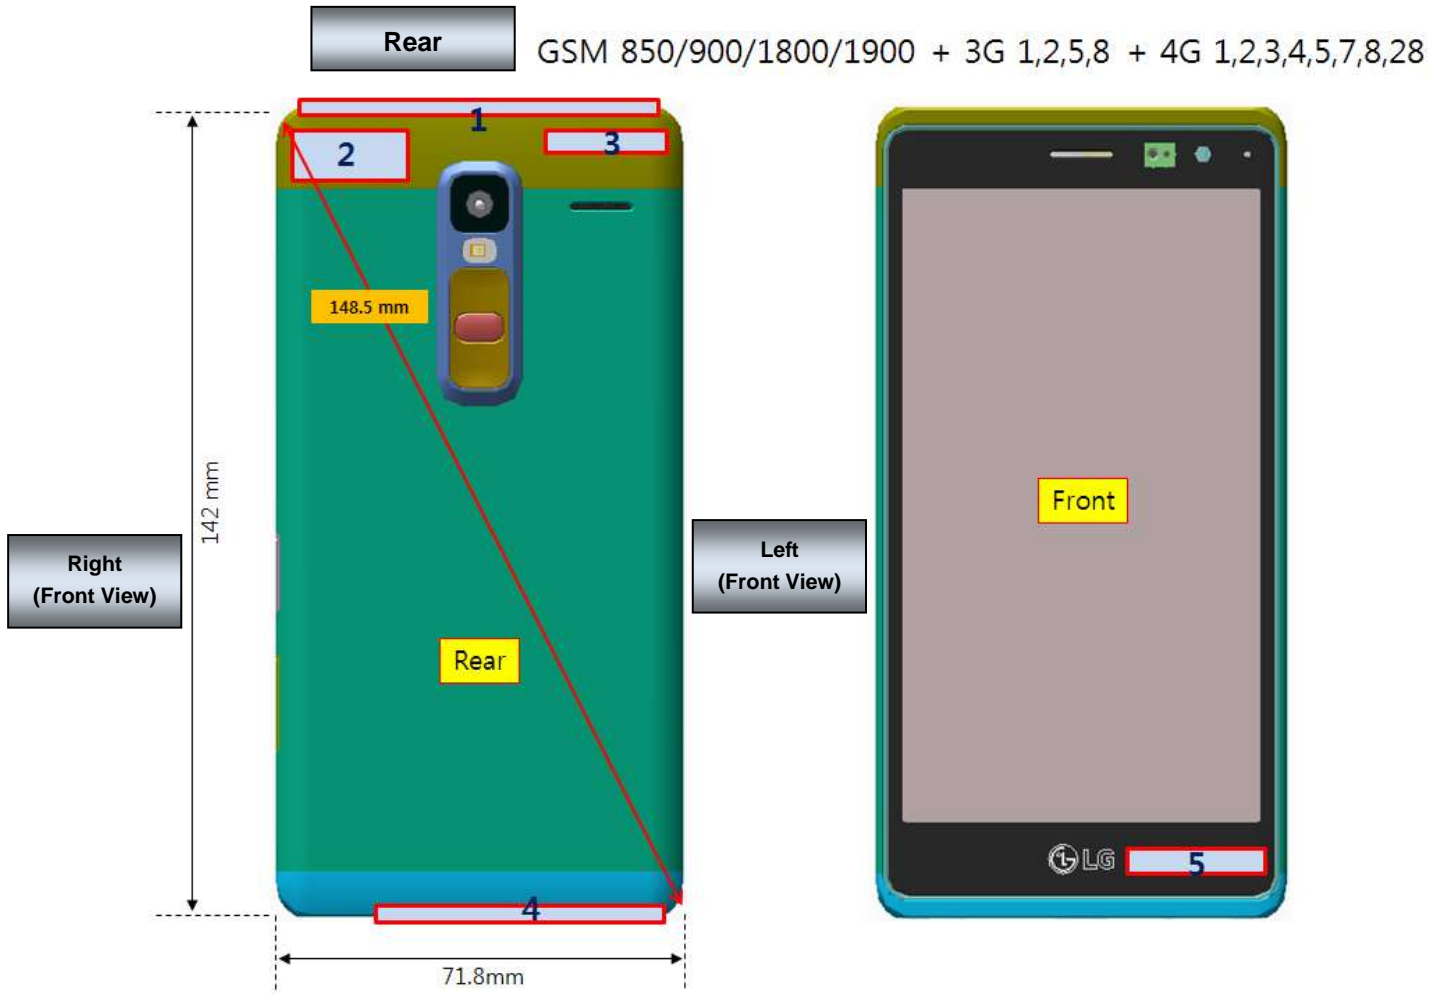 Rear
GSM 850/900/1800/1900 + 3G 1,2,5,8 + 4G 1,2,3,4,5,7,8,28
1
2
3
148.5 mm
142 mm
Right
(Front View)
Rear
4
71.8mm
Left
(Front View)
Front
LG
5